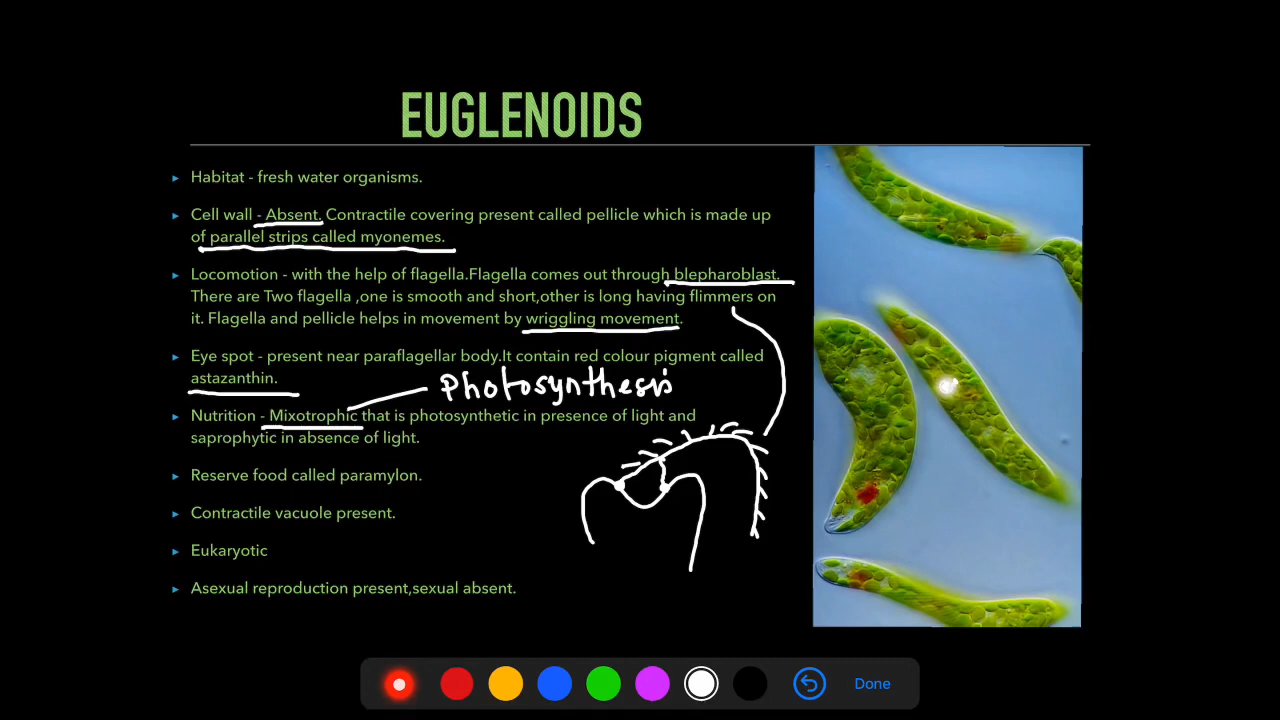 EUGLENOIDS
Habitat - fresh water organisms.
Cell wall - Absent. Contractile covering present called pellicle which is made up
of parallel strips called myonemes.
Locomotion - with the help of flagella.Flagella comes out through blepharoblast.
There are Two flagella ,one is smooth and short,other is long having flimmers on
it. Flagella and pellicle helps in movement by wriggling movement.
Eye spot - present near paraflagellar body.It contain red colour pigment called
astazanthin.
Photosynthesis
Nutrition - Mixotrophic that is photosynthetic in presence of light and
saprophytic in absence of light.
Reserve food called paramylon.
Contractile vacuole present.
Eukaryotic
Asexual reproduction present,sexual absent.
Done